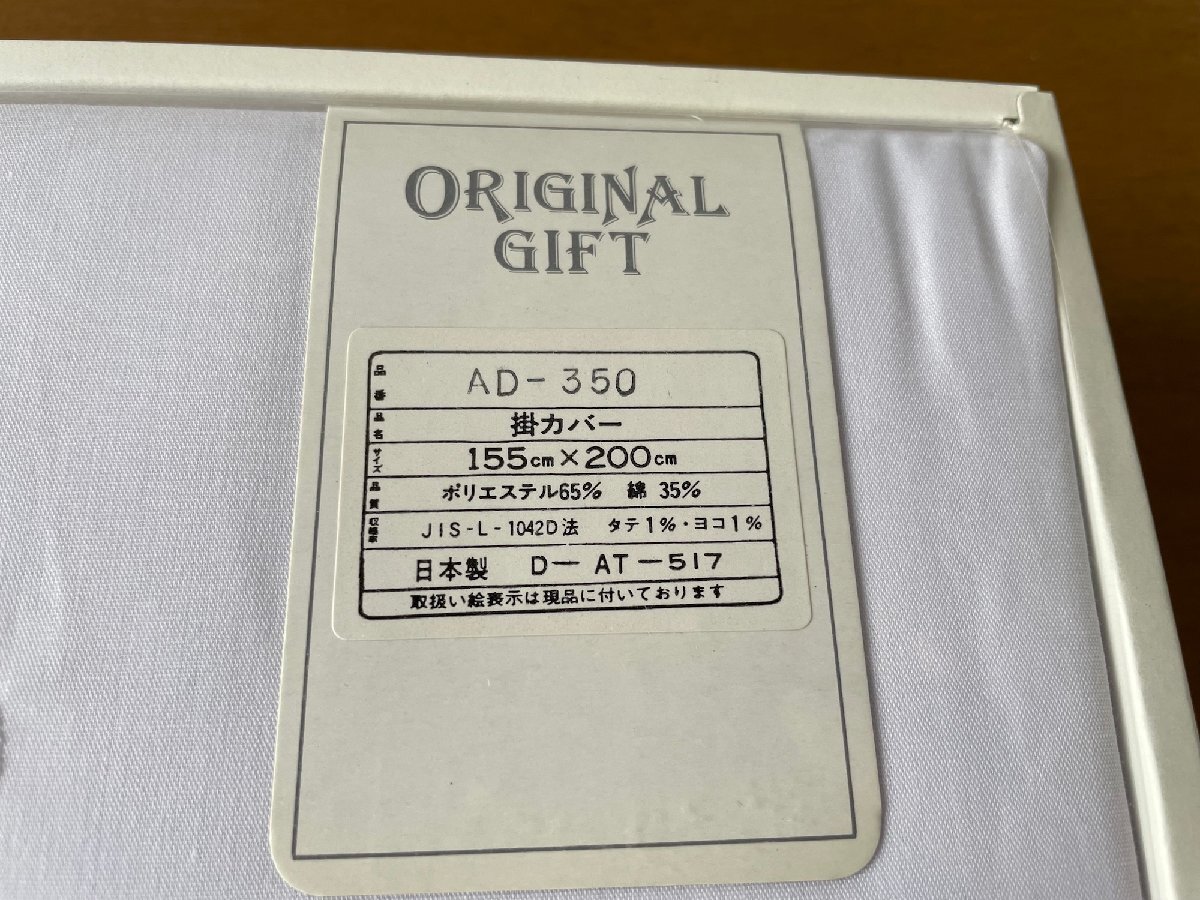 ORIGINAL
GIFT
品番 AD-350
品名 掛カバー
サイズ 155cm×200cm
品質 ポリエステル65% 綿 35%
収縮率 JIS-L-1042D法 タテ1%・ヨコ1%
日本製 D-AT-517
取扱い絵表示は現品に付いております